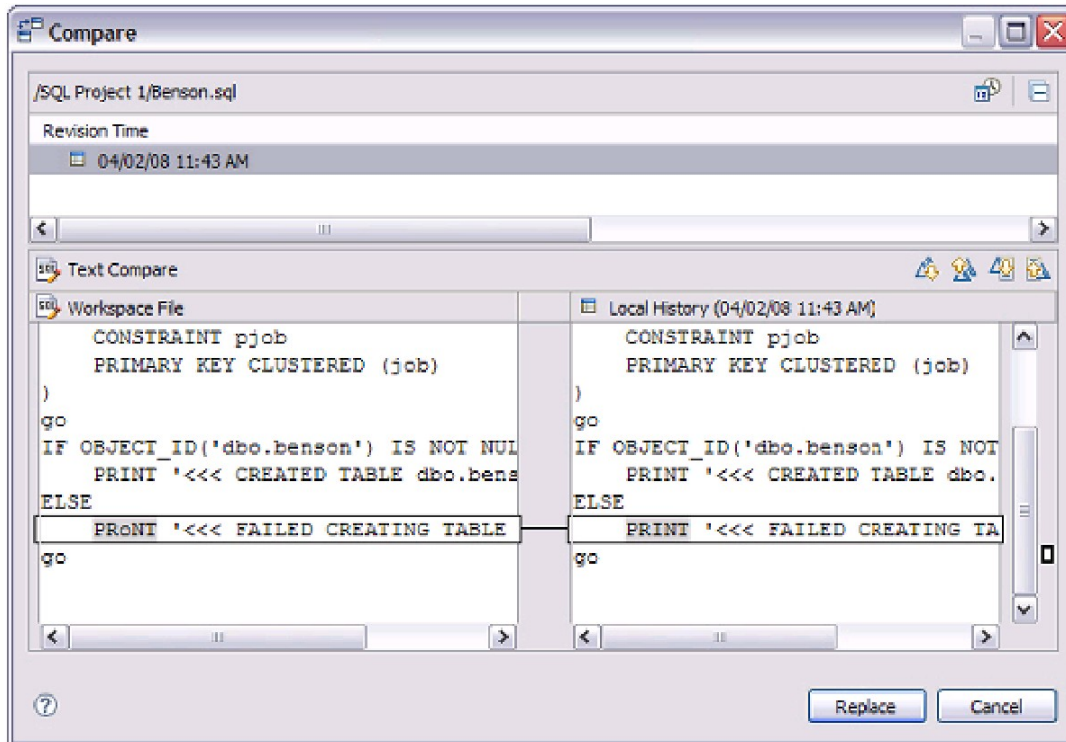 Compare
/SQL Project 1/Benson.sql
Revision Time
04/02/08 11:43 AM
Text Compare
Workspace File
CONSTRAINT pjob
PRIMARY KEY CLUSTERED (job)
)
go
IF OBJECT_ID('dbo.benson') IS NOT NUL
PRINT '<<< CREATED TABLE dbo.bens
ELSE
PRoNT '<<< FAILED CREATING TABLE
go
Local History (04/02/08 11:43 AM)
CONSTRAINT pjob
PRIMARY KEY CLUSTERED (job)
)
go
IF OBJECT_ID('dbo.benson') IS NOT
PRINT '<<< CREATED TABLE dbo.
ELSE
PRINT '<<< FAILED CREATING TA
go
Replace
Cancel